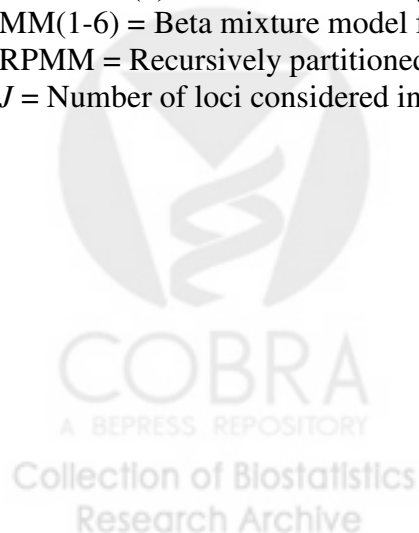 MM(1-6) = Beta mixture model f
RPMM = Recursively partitioned
J = Number of loci considered in
COBRA
A BEPRESS REPOSITORY
Collection of Biostatistics
Research Archive